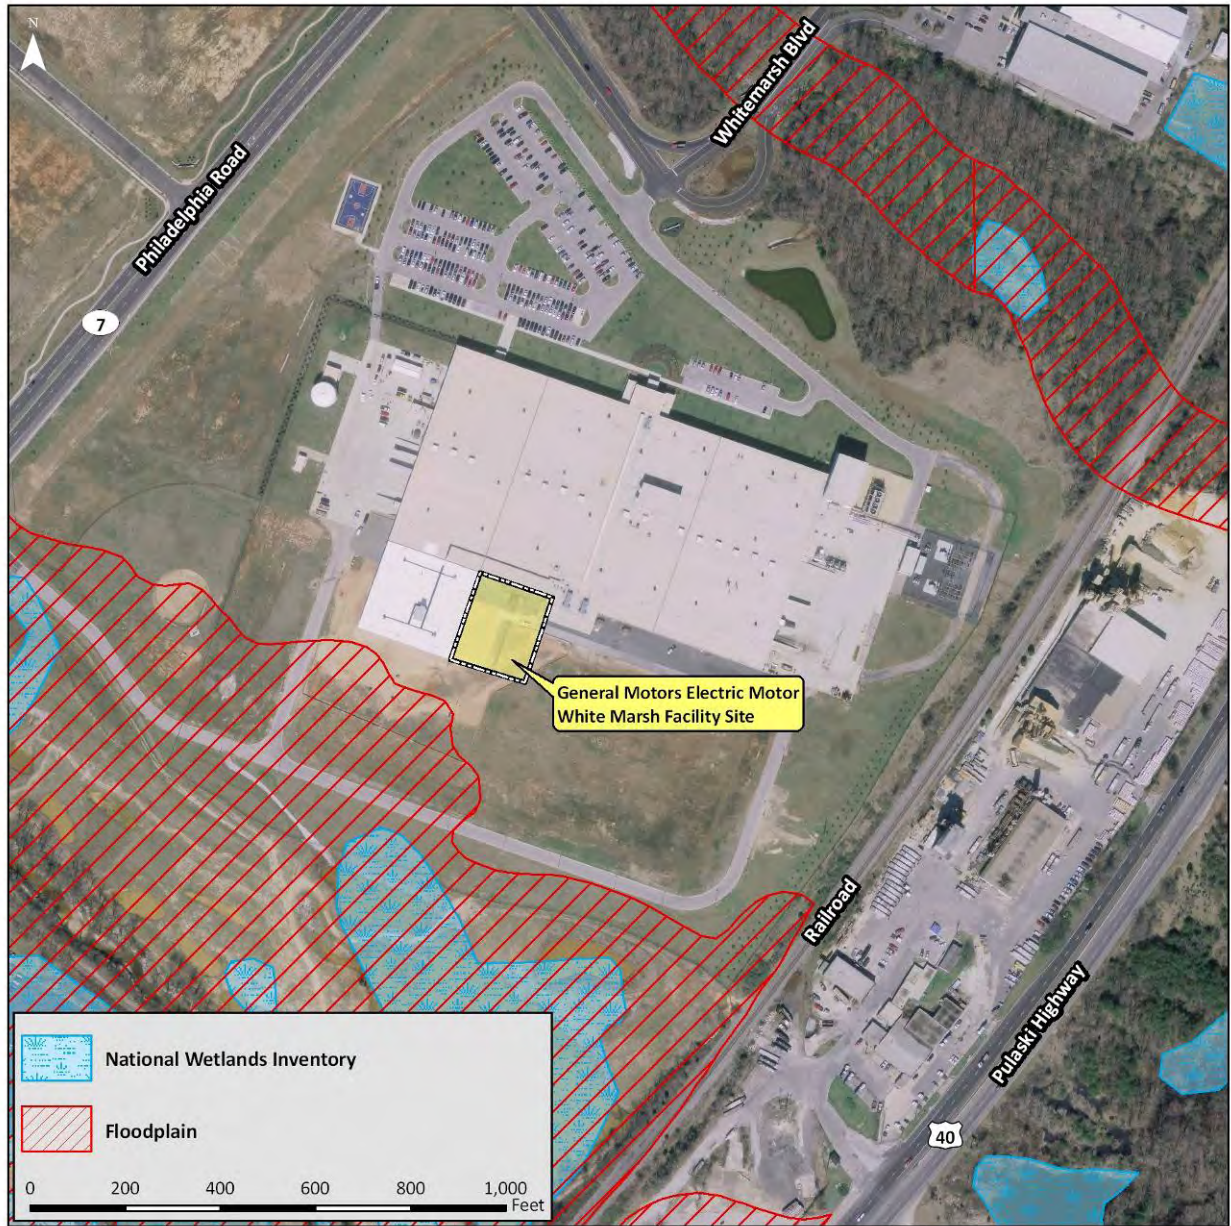 N
Whitemarsh Blvd
Philadelphia Road
7
General Motors Electric Motor
White Marsh Facility Site
Railroad
Pulaski Highway
40
National Wetlands Inventory
Floodplain
0 200 400 600 800 1,000
Feet